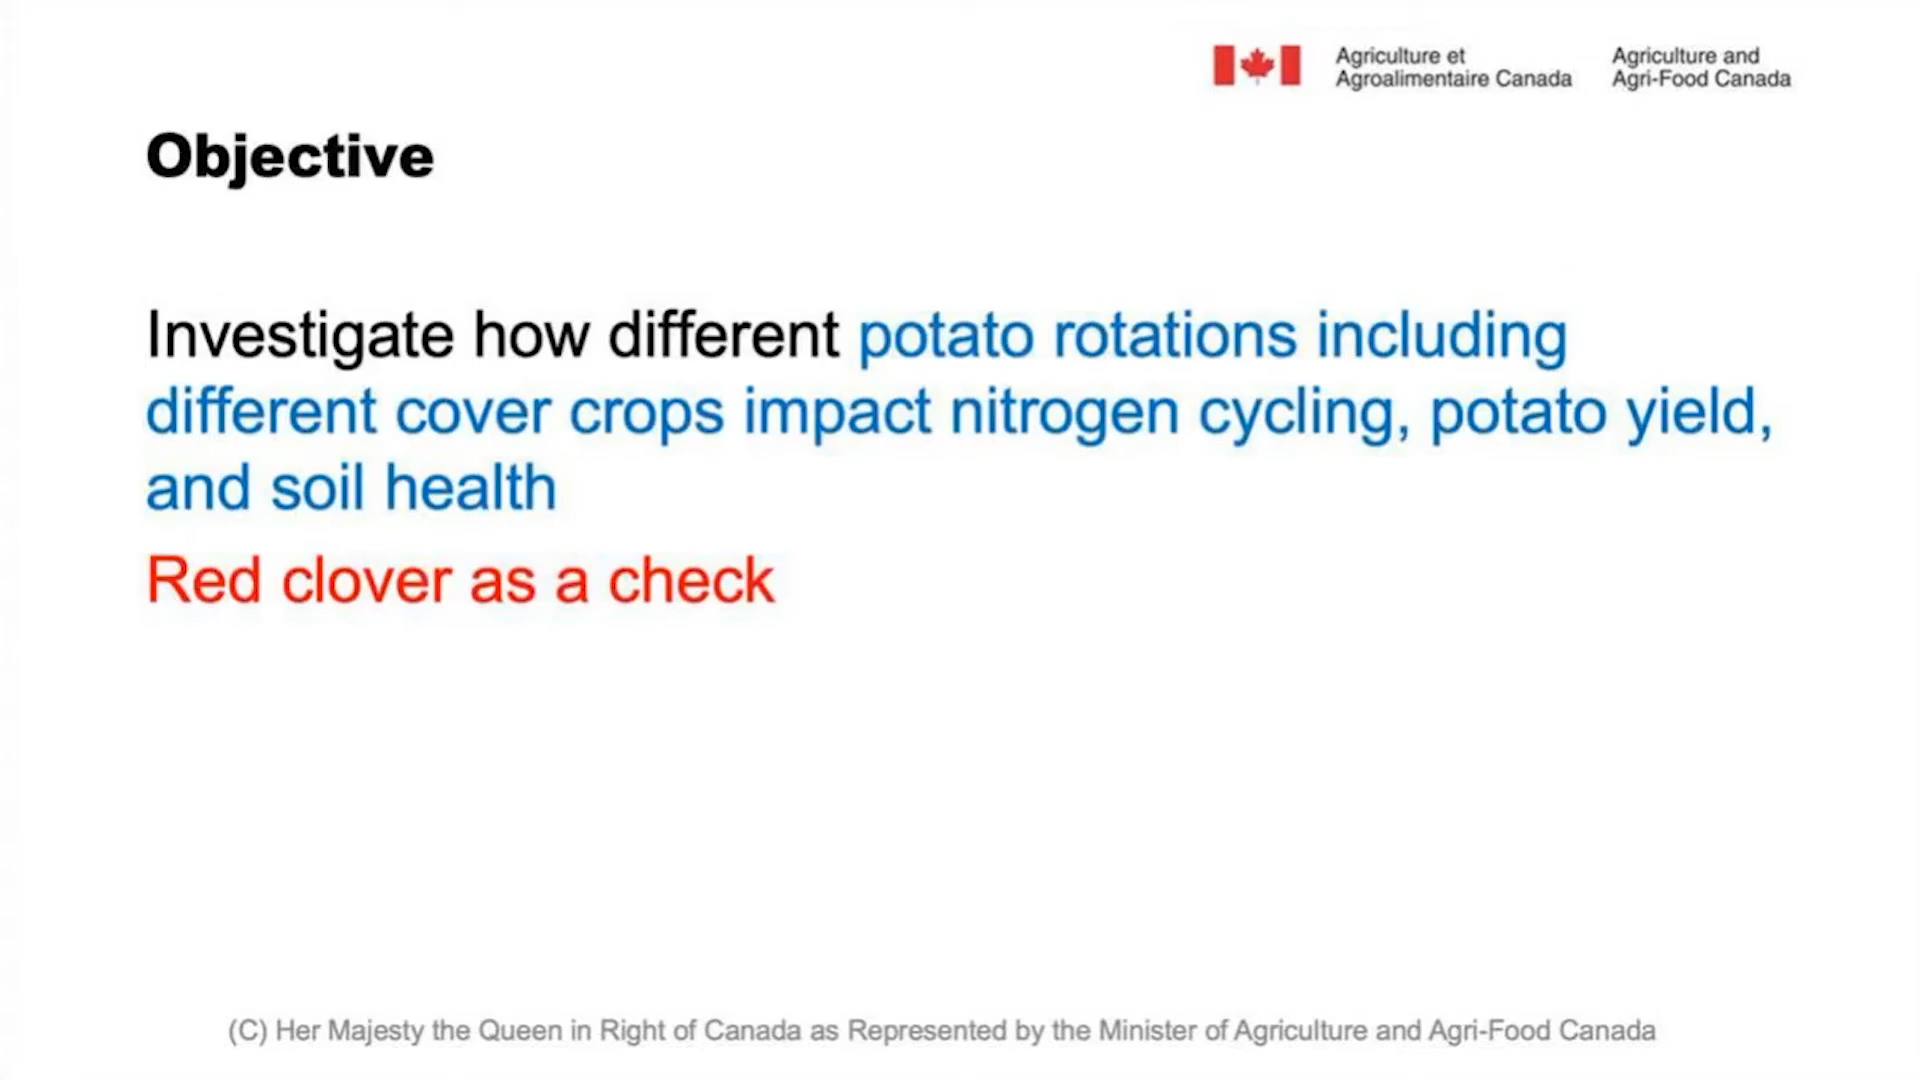 Agriculture et
Agroalimentaire Canada
Agriculture and
Agri-Food Canada
Objective
Investigate how different potato rotations including
different cover crops impact nitrogen cycling, potato yield,
and soil health
Red clover as a check
(C) Her Majesty the Queen in Right of Canada as Represented by the Minister of Agriculture and Agri-Food Canada